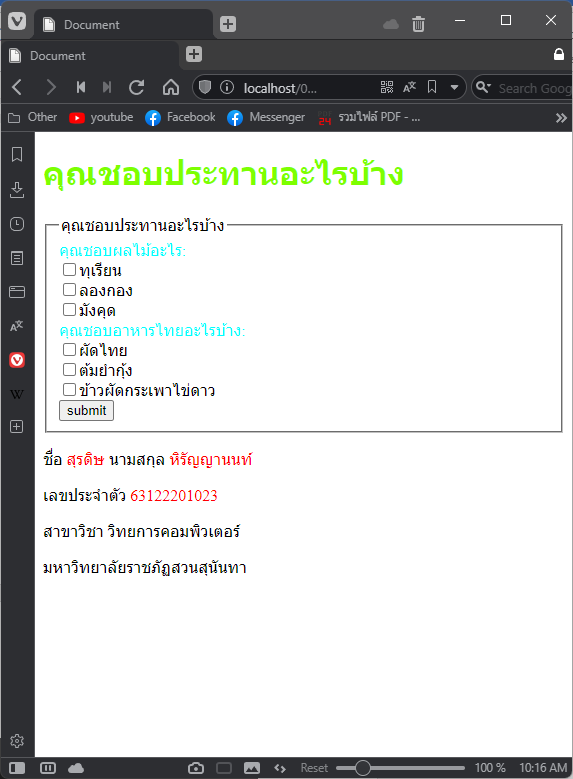 Document
Document
localhost/0...
Search Goog
Other youtube Facebook Messenger รวมไฟล์ PDF - ...
คุณชอบประทานอะไรบ้าง
คุณชอบประทานอะไรบ้าง
คุณชอบผลไม้อะไร:
ทุเรียน
ลองกอง
มังคุด
คุณชอบอาหารไทยอะไรบ้าง:
ผัดไทย
ต้มยำกุ้ง
ข้าวผัดกระเพาไข่ดาว
submit
ชื่อ สุรดิษ นามสกุล หิรัญญานนท์
เลขประจำตัว 63122201023
สาขาวิชา วิทยการคอมพิวเตอร์
มหาวิทยาลัยราชภัฏสวนสุนันทา
Reset 100 % 10:16 AM